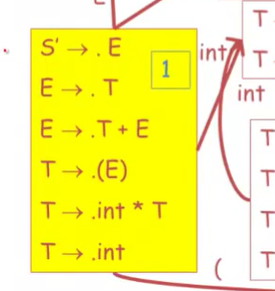 E
S' → . E
1
int
E → . T
E → .T + E
int
T → .(E)
T → .int * T
T → .int
(
T
T
T
T
T
T